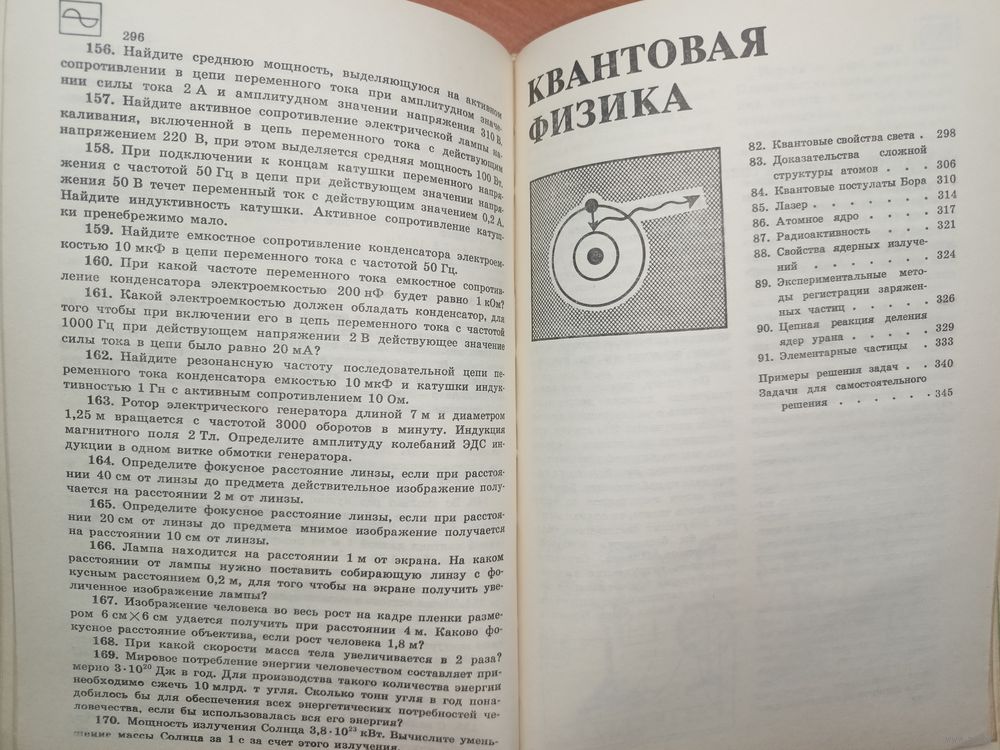 296
156. Найдите среднюю мощность, выделяющуюся на активном
сопротивлении в цепи переменного тока при амплитудном значе-
нии силы тока 2 А и амплитудном значении напряжения 310 В.
157. Найдите активное сопротивление электрической лампы на-
каливания, включенной в цепь переменного тока с действующим
напряжением 220 В, при этом выделяется средняя мощность 100 Вт.
158. При подключении к концам катушки переменного напря-
жения с частотой 50 Гц в цепи при действующем значении напря-
жения 50 В течет переменный ток с действующим значением 0,2 А.
Найдите индуктивность катушки. Активное сопротивление катуш-
ки пренебрежимо мало.
159. Найдите емкостное сопротивление конденсатора электроем-
костью 10 мкФ в цепи переменного тока с частотой 50 Гц.
160. При какой частоте переменного тока емкостное сопротив-
ление конденсатора электроемкостью 200 нФ будет равно 1 кОм?
161. Какой электроемкостью должен обладать конденсатор, для
того чтобы при включении его в цепь переменного тока с частотой
1000 Гц при действующем напряжении 2 В действующее значение
силы тока в цепи было равно 20 мА?
162. Найдите резонансную частоту последовательной цепи пе-
ременного тока конденсатора емкостью 10 мкФ и катушки индук-
тивностью 1 Гн с активным сопротивлением 10 Ом.
163. Ротор электрического генератора длиной 7 м и диаметром
1,25 м вращается с частотой 3000 оборотов в минуту. Индукция
магнитного поля 2 Тл. Определите амплитуду колебаний ЭДС ин-
дукции в одном витке обмотки генератора.
164. Определите фокусное расстояние линзы, если при расстоя-
нии 40 см от линзы до предмета действительное изображение полу-
чается на расстоянии 2 м от линзы.
165. Определите фокусное расстояние линзы, если при расстоя-
нии 20 см от линзы до предмета мнимое изображение получается
на расстоянии 10 см от линзы.
166. Лампа находится на расстоянии 1 м от экрана. На каком
расстоянии от лампы нужно поставить собирающую линзу с фо-
кусным расстоянием 0,2 м, для того чтобы на экране получить уве-
личенное изображение лампы?
167. Изображение человека во весь рост на кадре пленки разме-
ром 6 см×6 см удается получить при расстоянии 4 м. Каково фо-
кусное расстояние объектива, если рост человека 1,8 м?
168. При какой скорости масса тела увеличивается в 2 раза?
169. Мировое потребление энергии человечеством составляет при-
мерно 3·10²⁰ Дж в год. Для производства такого количества энергии
необходимо сжечь 10 млрд. т угля. Сколько тонн угля в год пона-
добилось бы для обеспечения всех энергетических потребностей че-
ловечества, если бы использовалась вся его энергия?
170. Мощность излучения Солнца 3,8·10²³ кВт. Вычислите умень-
шение массы Солнца за 1 с за счет этого излучения.
КВАНТОВАЯ
ФИЗИКА
82. Квантовые свойства света . 298
83. Доказательства сложной
структуры атомов . . . 306
84. Квантовые постулаты Бора 310
85. Лазер . . . . . . . 314
86. Атомное ядро . . . . 317
87. Радиоактивность . . . 321
88. Свойства ядерных излуче-
ний . . . . . . . 324
89. Экспериментальные мето-
ды регистрации заряжен-
ных частиц . . . . . 326
90. Цепная реакция деления
ядер урана . . . . . 329
91. Элементарные частицы . 333
Примеры решения задач . . 340
Задачи для самостоятельного
решения . . . . . . 345